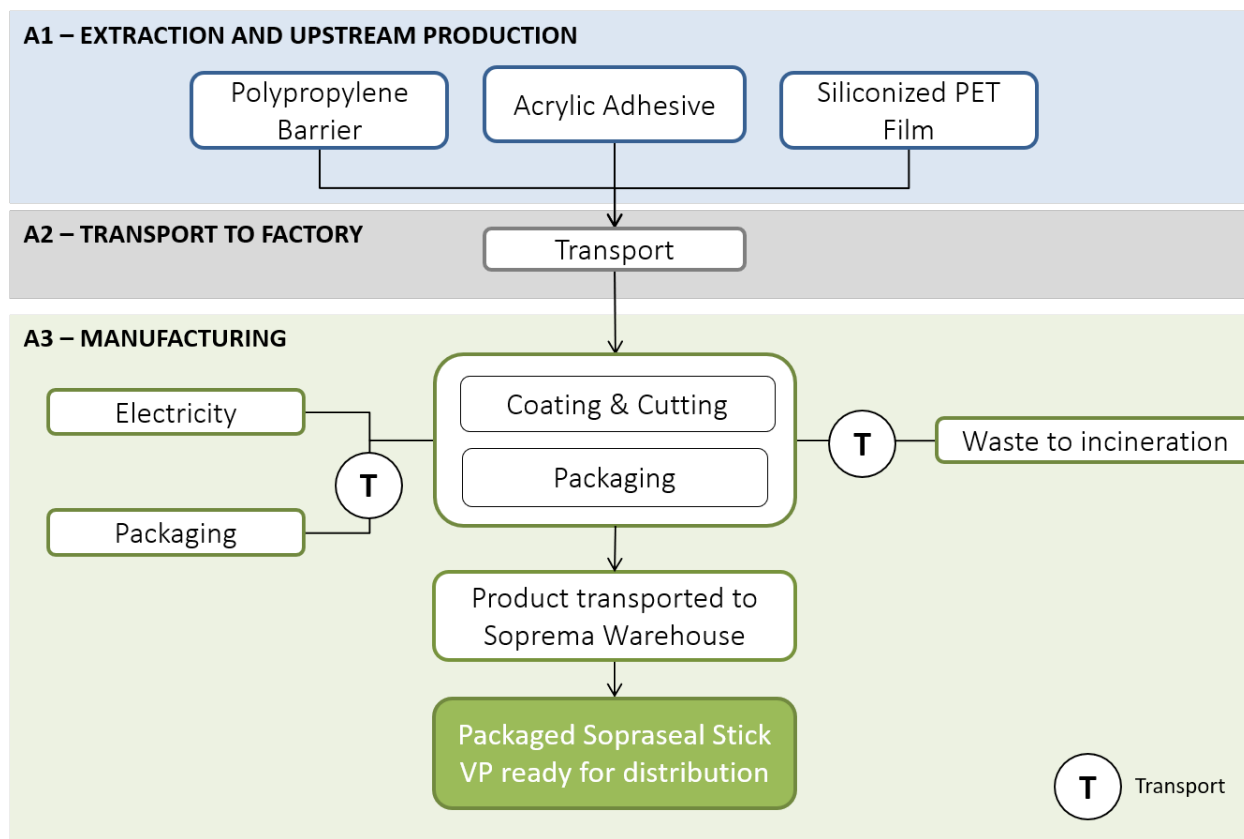 A1 – EXTRACTION AND UPSTREAM PRODUCTION
Polypropylene
Barrier
Acrylic Adhesive
Siliconized PET
Film
A2 – TRANSPORT TO FACTORY
Transport
A3 – MANUFACTURING
Electricity
T
Packaging
Coating & Cutting
Packaging
T
Waste to incineration
Product transported to
Soprema Warehouse
Packaged Sopraseal Stick
VP ready for distribution
T
Transport